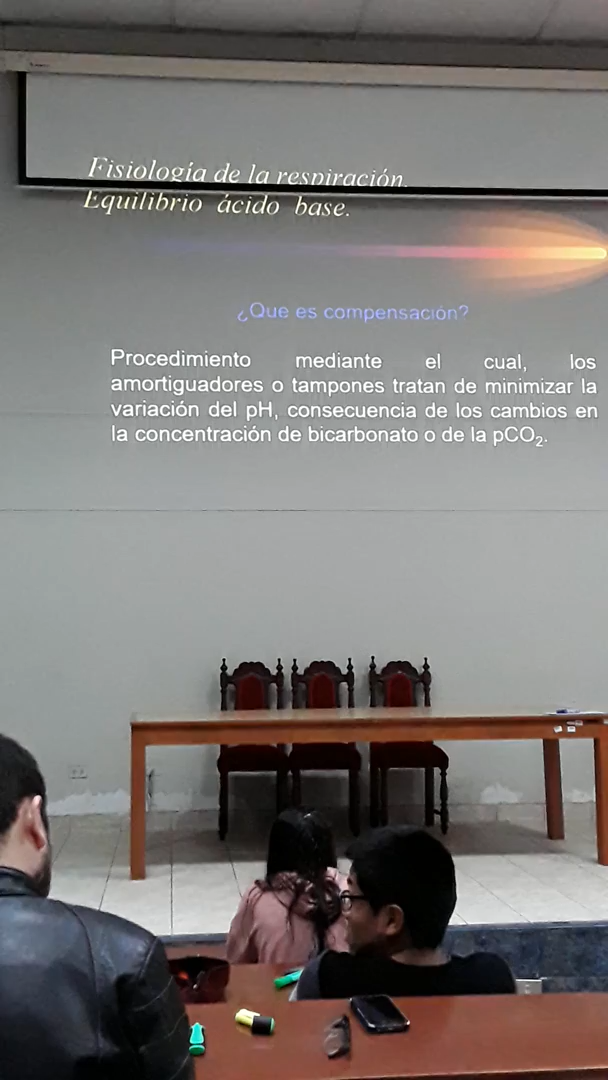 Fisiología de la respiración.
Equilibrio ácido base.
¿Que es compensación?
Procedimiento mediante el cual, los
amortiguadores o tampones tratan de minimizar la
variación del pH, consecuencia de los cambios en
la concentración de bicarbonato o de la pCO₂.